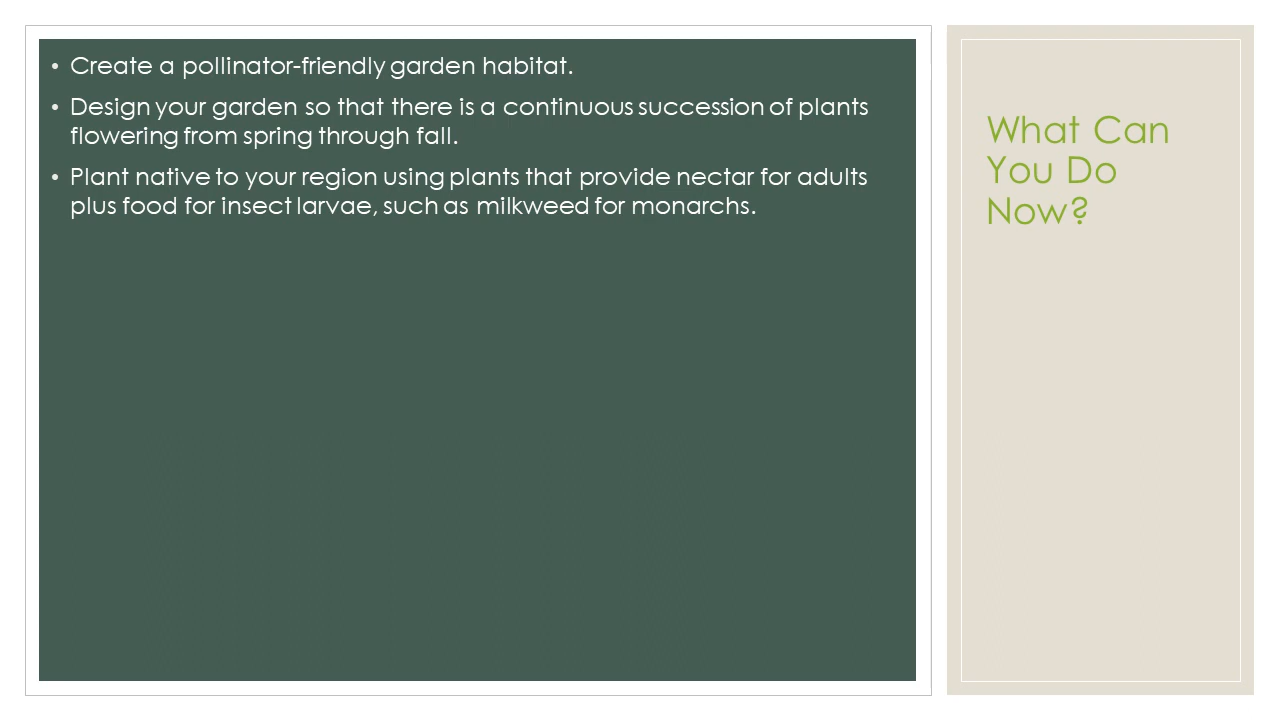 • Create a pollinator-friendly garden habitat.
• Design your garden so that there is a continuous succession of plants
flowering from spring through fall.
• Plant native to your region using plants that provide nectar for adults
plus food for insect larvae, such as milkweed for monarchs.
What Can
You Do
Now?